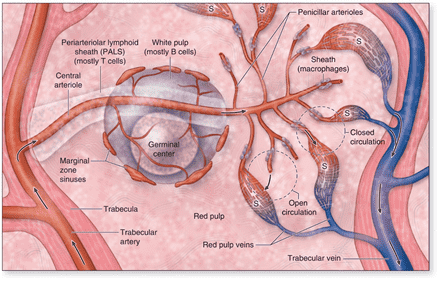 S
S
Penicillar arterioles
S
Periarteriolar lymphoid
sheath (PALS)
(mostly T cells)
White pulp
(mostly B cells)
Sheath
(macrophages)
Central
arteriole
S
Closed
circulation
Germinal
center
S
Marginal
zone
sinuses
Open
circulation
S
S
Trabecula
Red pulp
Trabecular
artery
Red pulp veins
Trabecular vein